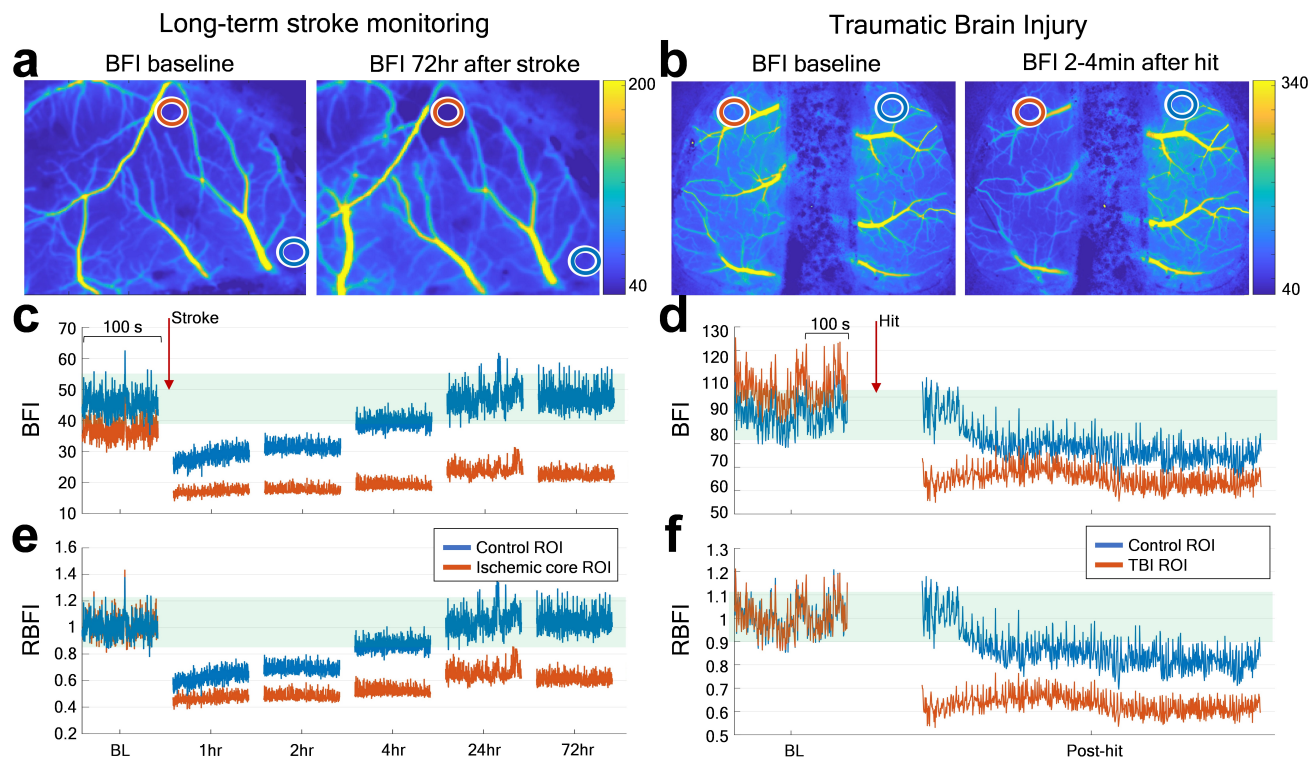 Long-term stroke monitoring
Traumatic Brain Injury
a
BFI baseline
BFI 72hr after stroke
200
40
b
BFI baseline
BFI 2-4min after hit
340
40
c
BFI
70
60
50
40
30
20
10
100 s
Stroke
d
BFI
130
120
110
90
80
70
60
50
100 s
Hit
e
RBFI
1.6
1.4
1.2
1
0.8
0.6
0.4
0.2
Control ROI
Ischemic core ROI
BL
1hr
2hr
4hr
24hr
72hr
f
RBFI
1.3
1.2
1.1
1
0.9
0.8
0.7
0.6
0.5
Control ROI
TBI ROI
BL
Post-hit